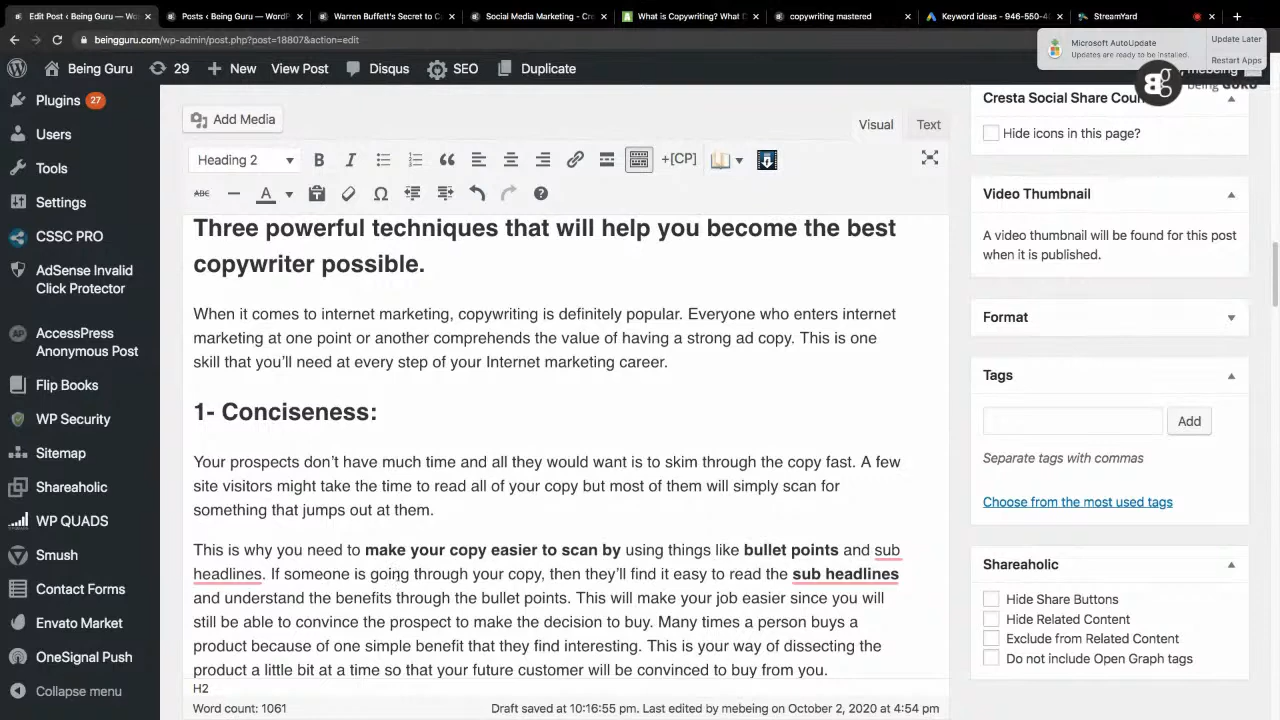 Edit Post ‹ Being Guru — Wor
Posts ‹ Being Guru — WordPr
Warren Buffett's Secret to C
Social Media Marketing - Cre
What is Copywriting? What D
copywriting mastered
Keyword ideas - 946-550-4
StreamYard
beingguru.com/wp-admin/post.php?post=18807&action=edit
Microsoft AutoUpdate
Updates are ready to be installed.
Update Later
Restart Apps
Being Guru
29
New
View Post
Disqus
SEO
Duplicate
mebeing
being GURU
Plugins 27
Users
Tools
Settings
CSSC PRO
AdSense Invalid
Click Protector
AccessPress
Anonymous Post
Flip Books
WP Security
Sitemap
Shareaholic
WP QUADS
Smush
Contact Forms
Envato Market
OneSignal Push
Collapse menu
Add Media
Visual
Text
Heading 2
+[CP]
ABC
Three powerful techniques that will help you become the best
copywriter possible.
When it comes to internet marketing, copywriting is definitely popular. Everyone who enters internet
marketing at one point or another comprehends the value of having a strong ad copy. This is one
skill that you’ll need at every step of your Internet marketing career.
1- Conciseness:
Your prospects don’t have much time and all they would want is to skim through the copy fast. A few
site visitors might take the time to read all of your copy but most of them will simply scan for
something that jumps out at them.
This is why you need to make your copy easier to scan by using things like bullet points and sub
headlines. If someone is going through your copy, then they’ll find it easy to read the sub headlines
and understand the benefits through the bullet points. This will make your job easier since you will
still be able to convince the prospect to make the decision to buy. Many times a person buys a
product because of one simple benefit that they find interesting. This is your way of dissecting the
product a little bit at a time so that your future customer will be convinced to buy from you.
H2
Word count: 1061
Draft saved at 10:16:55 pm. Last edited by mebeing on October 2, 2020 at 4:54 pm
Cresta Social Share Coun
Hide icons in this page?
Video Thumbnail
A video thumbnail will be found for this post
when it is published.
Format
Tags
Add
Separate tags with commas
Choose from the most used tags
Shareaholic
Hide Share Buttons
Hide Related Content
Exclude from Related Content
Do not include Open Graph tags